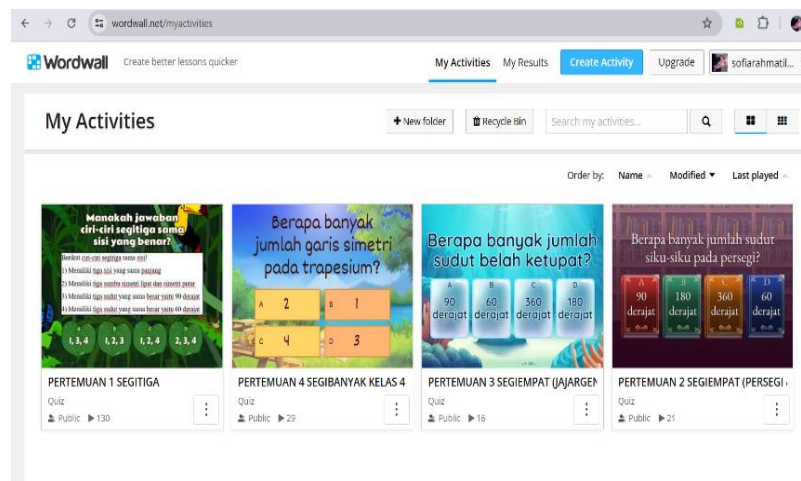 wordwall.net/myactivities
Wordwall Create better lessons quicker My Activities My Results Create Activity Upgrade sofiarahmatil...
My Activities + New folder Recycle Bin Search my activities...
Order by: Name Modified Last played
Manakah jawaban
ciri-ciri segitiga sama
sisi yang benar?
Berikut ciri-ciri segitiga sama sisi!
1) Memiliki tiga sisi yang sama panjang
2) Memiliki tiga sumbu simetri lipat dan simetri putar
3) Memiliki tiga sudut yang sama besar yaitu 90 derajat
4) Memiliki tiga sudut yang sama besar yaitu 60 derajat
1, 3, 4 1, 2, 3 1, 2, 4 2, 3, 4
PERTEMUAN 1 SEGITIGA
Quiz
Public 130
Berapa banyak
jumlah garis simetri
pada trapesium?
A 2 B 1
C 4 D 3
PERTEMUAN 4 SEGIBANYAK KELAS 4
Quiz
Public 29
Berapa banyak jumlah
sudut belah ketupat?
A B C D
90 60 360 180
derajat derajat derajat derajat
PERTEMUAN 3 SEGIEMPAT (JAJARGEN
Quiz
Public 16
Berapa banyak jumlah sudut
siku-siku pada persegi?
A B C D
90 180 360 60
derajat derajat derajat derajat
PERTEMUAN 2 SEGIEMPAT (PERSEGI
Quiz
Public 21